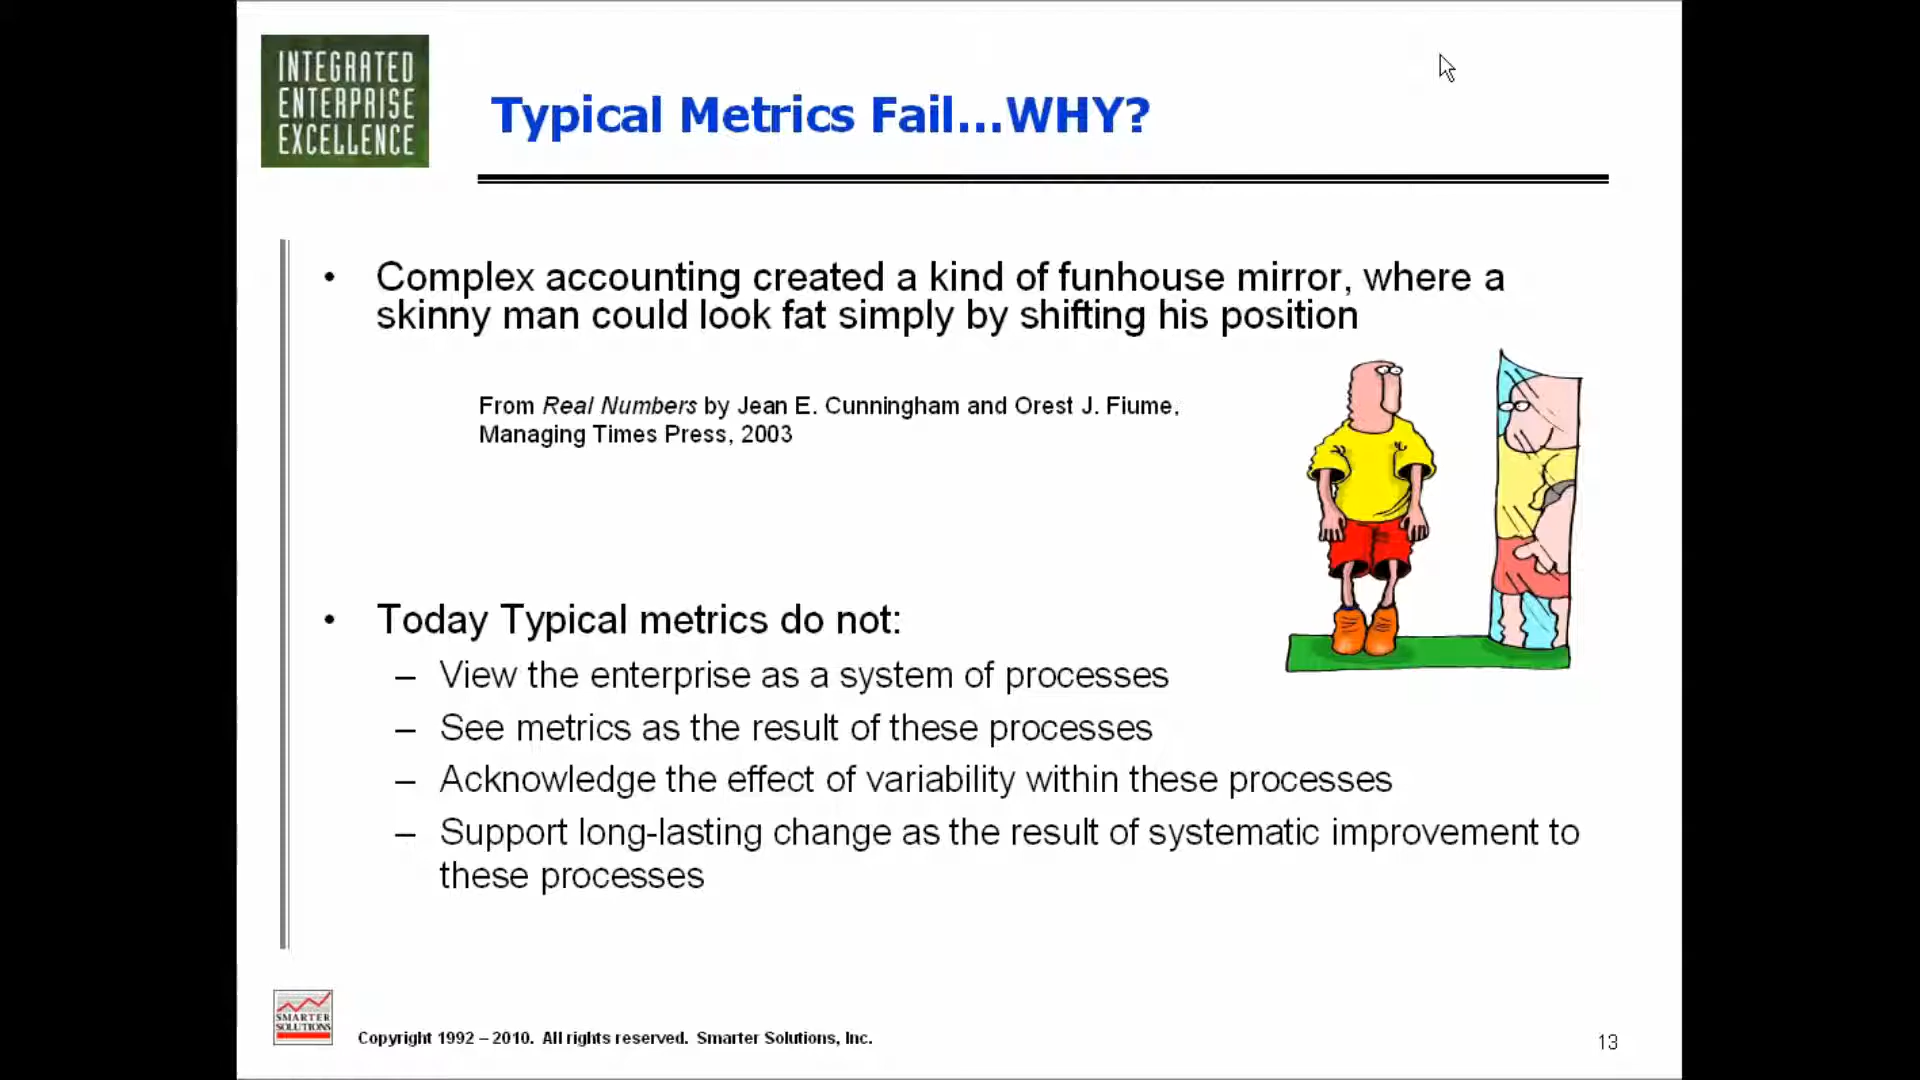 INTEGRATED
ENTERPRISE
EXCELLENCE
Typical Metrics Fail...WHY?
• Complex accounting created a kind of funhouse mirror, where a
skinny man could look fat simply by shifting his position
From Real Numbers by Jean E. Cunningham and Orest J. Fiume,
Managing Times Press, 2003
• Today Typical metrics do not:
– View the enterprise as a system of processes
– See metrics as the result of these processes
– Acknowledge the effect of variability within these processes
– Support long-lasting change as the result of systematic improvement to
these processes
SMARTER
SOLUTIONS
Copyright 1992 – 2010. All rights reserved. Smarter Solutions, Inc.
13